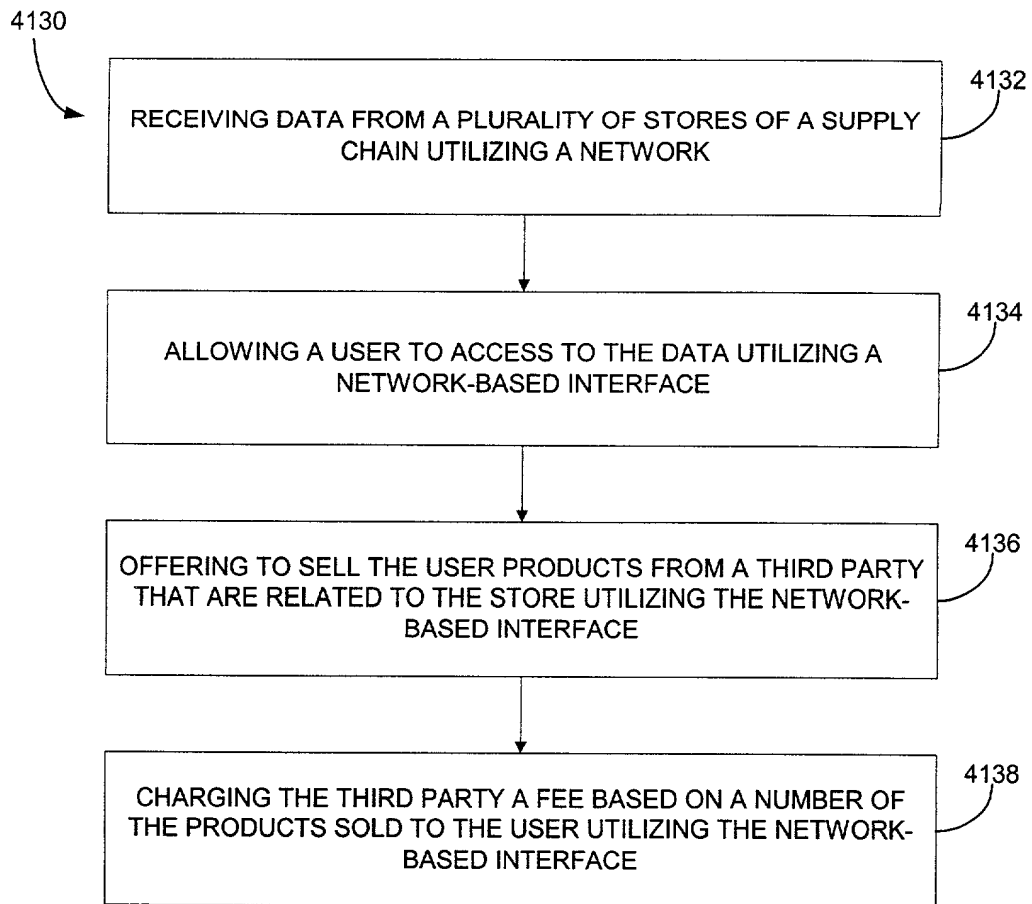 4130
4132
RECEIVING DATA FROM A PLURALITY OF STORES OF A SUPPLY
CHAIN UTILIZING A NETWORK
4134
ALLOWING A USER TO ACCESS TO THE DATA UTILIZING A
NETWORK-BASED INTERFACE
4136
OFFERING TO SELL THE USER PRODUCTS FROM A THIRD PARTY
THAT ARE RELATED TO THE STORE UTILIZING THE NETWORK-
BASED INTERFACE
4138
CHARGING THE THIRD PARTY A FEE BASED ON A NUMBER OF
THE PRODUCTS SOLD TO THE USER UTILIZING THE NETWORK-
BASED INTERFACE